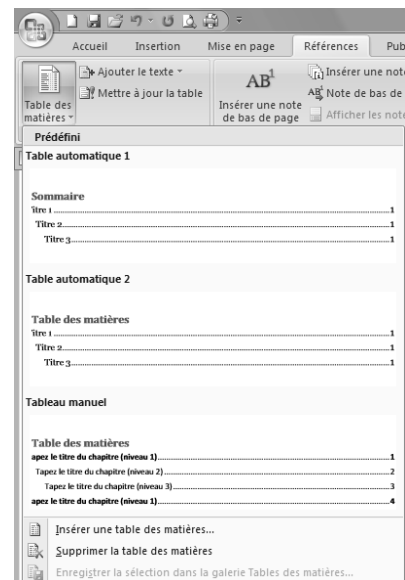 Accueil Insertion Mise en page Références Pub
Table des matières
Ajouter le texte
Mettre à jour la table
AB1
Insérer une note de bas de page
Insérer une note
AB1 Note de bas de
Afficher les note
Prédéfini
Table automatique 1
Sommaire
itre 1 1
Titre 2 1
Titre 3 1
Table automatique 2
Table des matières
itre 1 1
Titre 2 1
Titre 3 1
Tableau manuel
Table des matières
apez le titre du chapitre (niveau 1) 1
Tapez le titre du chapitre (niveau 2) 2
Tapez le titre du chapitre (niveau 3) 3
apez le titre du chapitre (niveau 1) 4
Insérer une table des matières...
Supprimer la table des matières
Enregistrer la sélection dans la galerie Tables des matières...